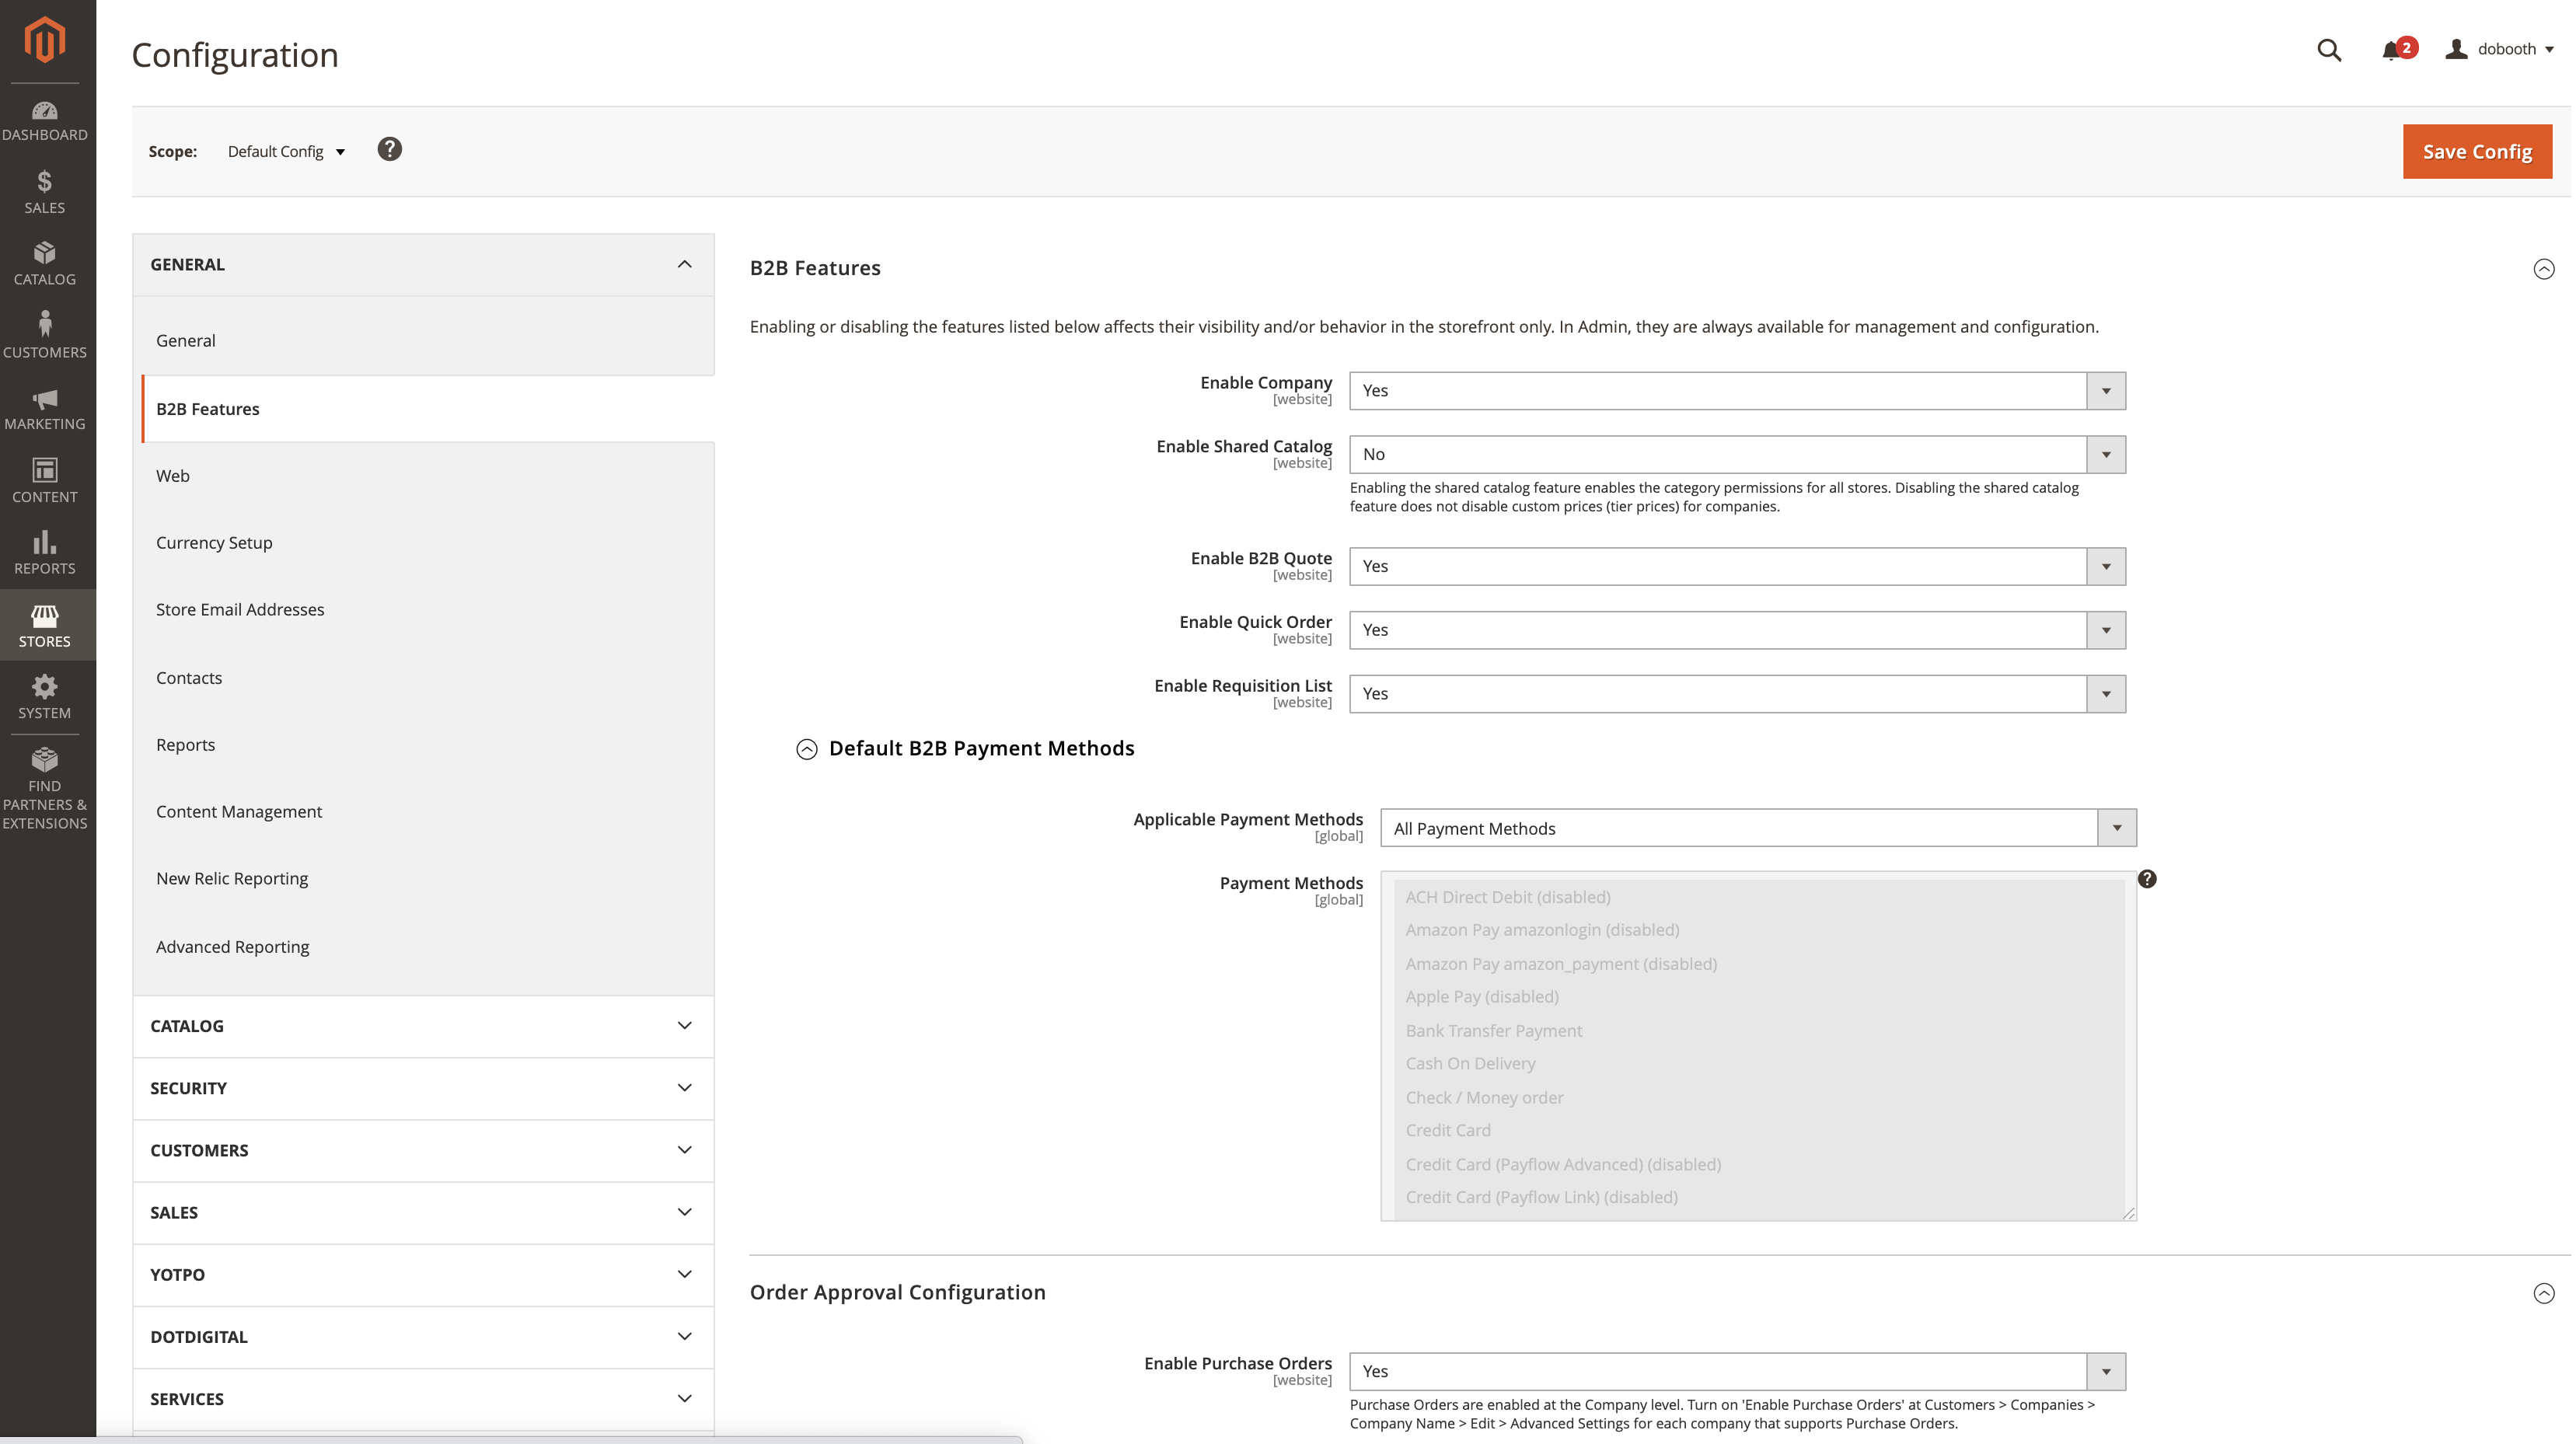 Configuration
2
dobooth
DASHBOARD
SALES
CATALOG
CUSTOMERS
MARKETING
CONTENT
REPORTS
STORES
SYSTEM
FIND
PARTNERS &
EXTENSIONS
Scope: Default Config ?
Save Config
GENERAL
General
B2B Features
Web
Currency Setup
Store Email Addresses
Contacts
Reports
Content Management
New Relic Reporting
Advanced Reporting
CATALOG
SECURITY
CUSTOMERS
SALES
YOTPO
DOTDIGITAL
SERVICES
B2B Features
Enabling or disabling the features listed below affects their visibility and/or behavior in the storefront only. In Admin, they are always available for management and configuration.
Enable Company
[website]
Yes
Enable Shared Catalog
[website]
No
Enabling the shared catalog feature enables the category permissions for all stores. Disabling the shared catalog
feature does not disable custom prices (tier prices) for companies.
Enable B2B Quote
[website]
Yes
Enable Quick Order
[website]
Yes
Enable Requisition List
[website]
Yes
Default B2B Payment Methods
Applicable Payment Methods
[global]
All Payment Methods
Payment Methods
[global]
?
ACH Direct Debit (disabled)
Amazon Pay amazonlogin (disabled)
Amazon Pay amazon_payment (disabled)
Apple Pay (disabled)
Bank Transfer Payment
Cash On Delivery
Check / Money order
Credit Card
Credit Card (Payflow Advanced) (disabled)
Credit Card (Payflow Link) (disabled)
Order Approval Configuration
Enable Purchase Orders
[website]
Yes
Purchase Orders are enabled at the Company level. Turn on 'Enable Purchase Orders' at Customers > Companies >
Company Name > Edit > Advanced Settings for each company that supports Purchase Orders.